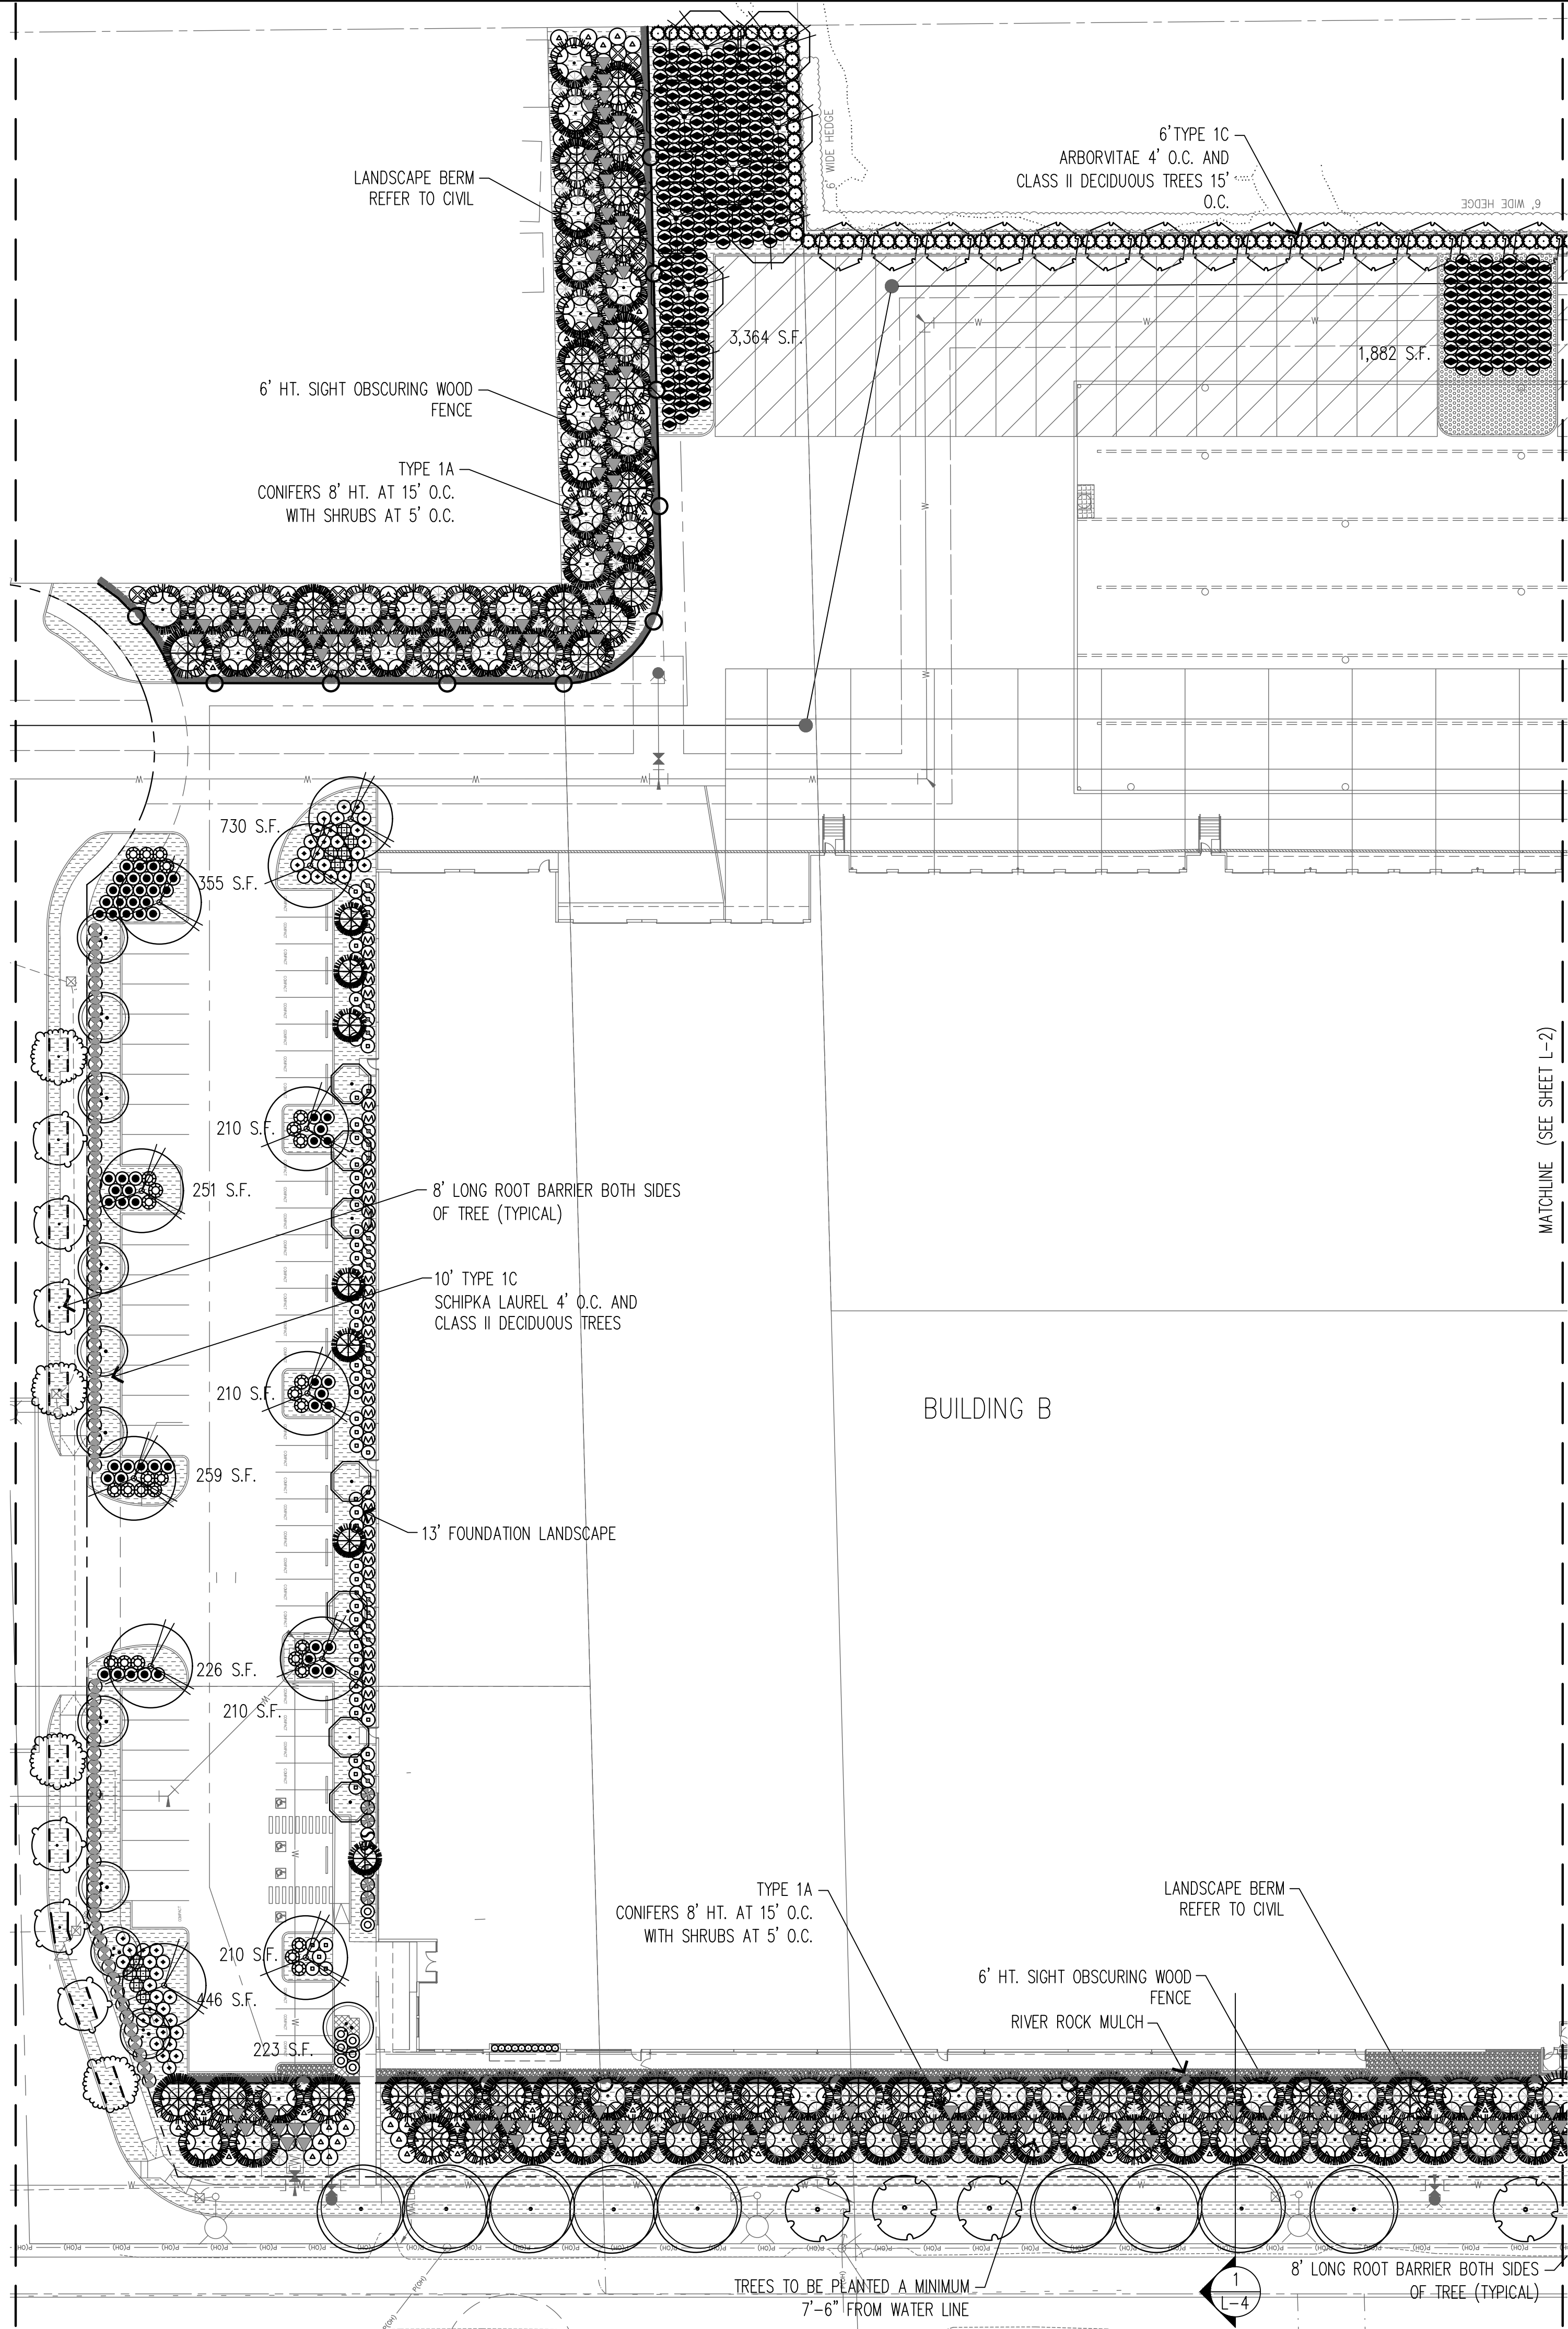 6' WIDE HEDGE
6' TYPE 1C
ARBORVITAE 4' O.C. AND
CLASS II DECIDUOUS TREES 15'
O.C.
6' WIDE HEDGE
LANDSCAPE BERM
REFER TO CIVIL
3,364 S.F.
1,882 S.F.
6' HT. SIGHT OBSCURING WOOD
FENCE
TYPE 1A
CONIFERS 8' HT. AT 15' O.C.
WITH SHRUBS AT 5' O.C.
730 S.F.
355 S.F.
210 S.F.
251 S.F.
8' LONG ROOT BARRIER BOTH SIDES
OF TREE (TYPICAL)
10' TYPE 1C
SCHIPKA LAUREL 4' O.C. AND
CLASS II DECIDUOUS TREES
MATCHLINE (SEE SHEET L-2)
210 S.F.
BUILDING B
259 S.F.
13' FOUNDATION LANDSCAPE
226 S.F.
210 S.F.
TYPE 1A
CONIFERS 8' HT. AT 15' O.C.
WITH SHRUBS AT 5' O.C.
LANDSCAPE BERM
REFER TO CIVIL
210 S.F.
446 S.F.
6' HT. SIGHT OBSCURING WOOD
FENCE
RIVER ROCK MULCH
223 S.F.
TREES TO BE PLANTED A MINIMUM
7'-6" FROM WATER LINE
1
L-4
8' LONG ROOT BARRIER BOTH SIDES
OF TREE (TYPICAL)